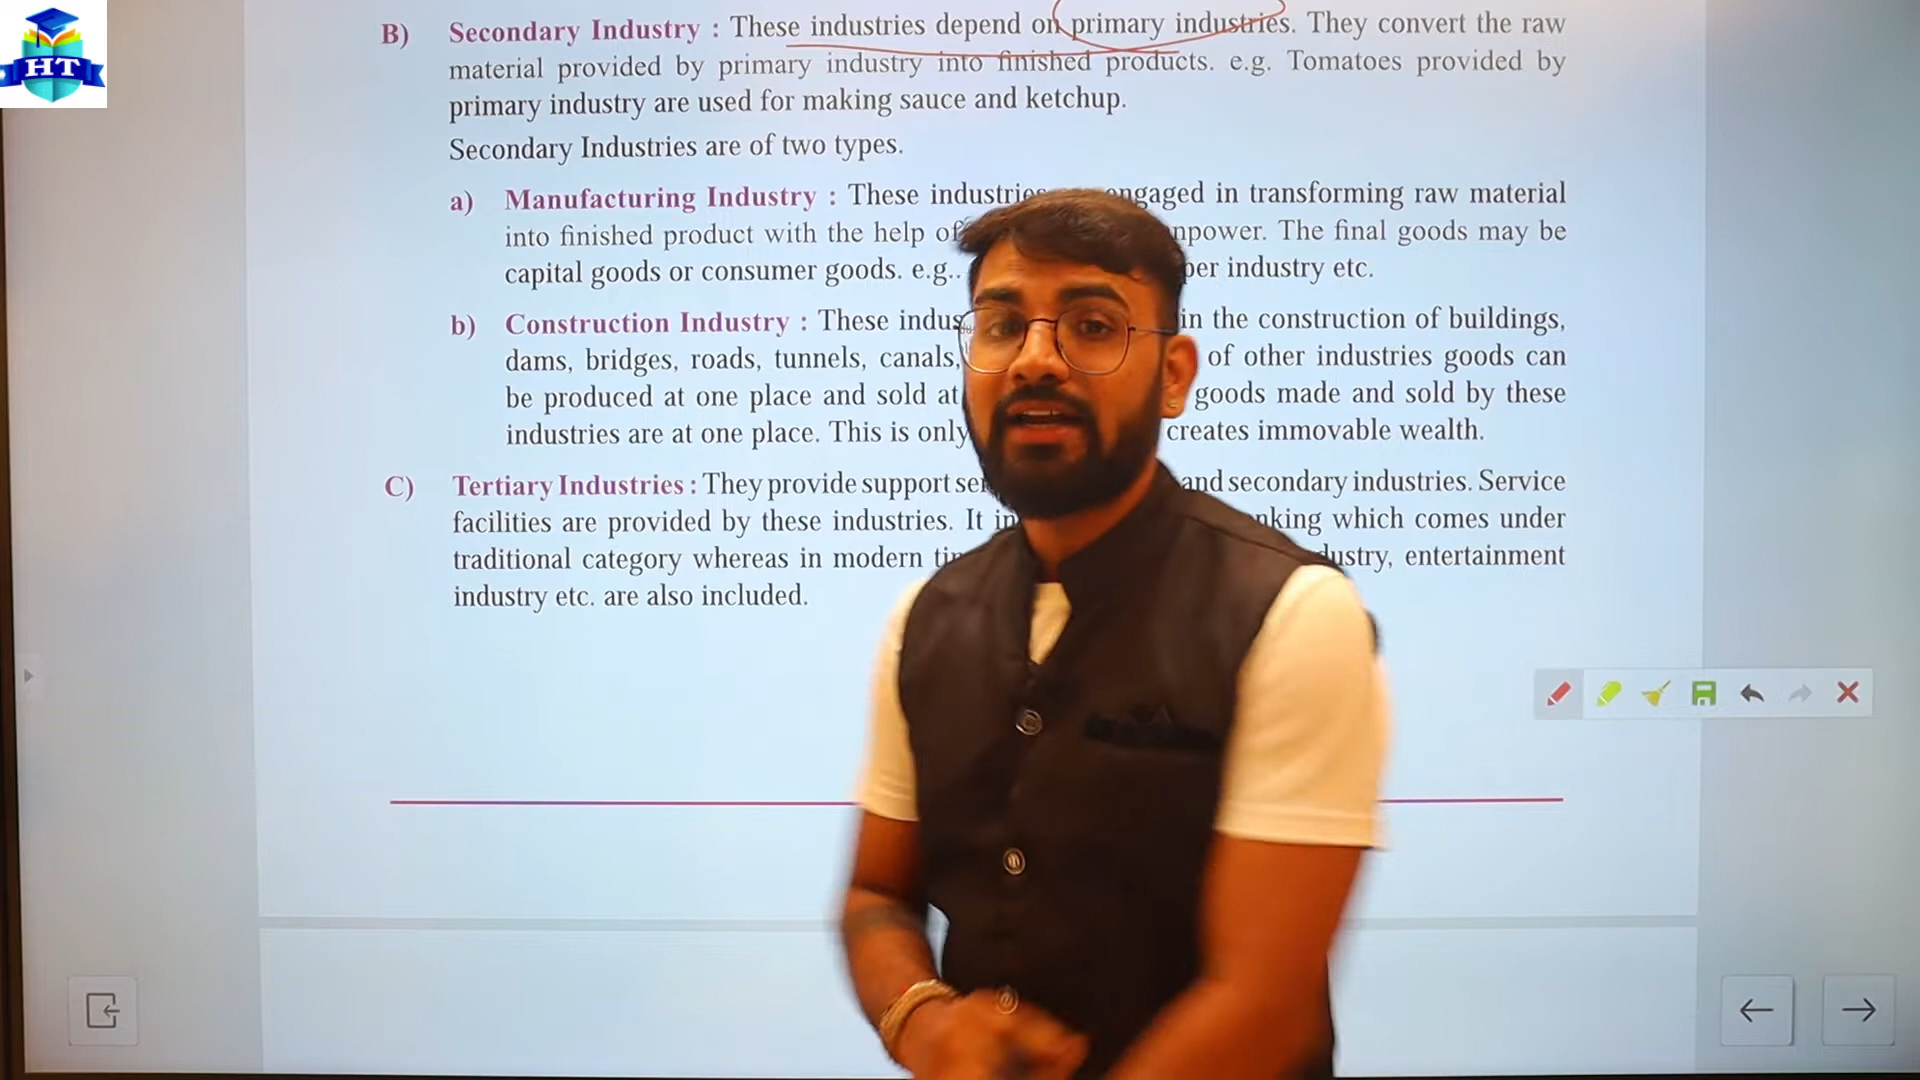 HT
B) Secondary Industry : These industries depend on primary industries. They convert the raw
material provided by primary industry into finished products. e.g. Tomatoes provided by
primary industry are used for making sauce and ketchup.
Secondary Industries are of two types.
a) Manufacturing Industry : These industries engaged in transforming raw material
into finished product with the help of npower. The final goods may be
capital goods or consumer goods. e.g.. per industry etc.
b) Construction Industry : These indus in the construction of buildings,
dams, bridges, roads, tunnels, canals, of other industries goods can
be produced at one place and sold at goods made and sold by these
industries are at one place. This is only creates immovable wealth.
C) Tertiary Industries : They provide support ser and secondary industries. Service
facilities are provided by these industries. It in nking which comes under
traditional category whereas in modern tim dustry, entertainment
industry etc. are also included.